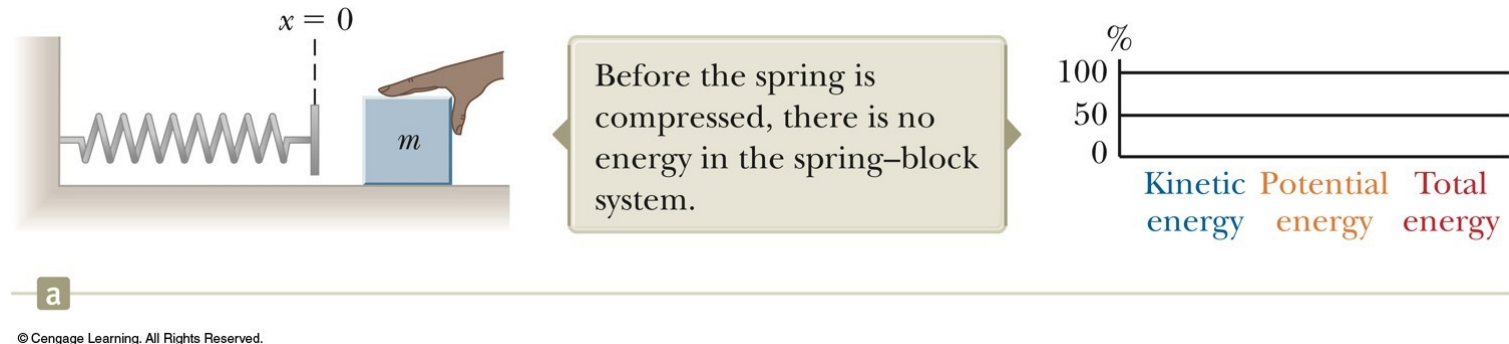 x = 0
m
Before the spring is
compressed, there is no
energy in the spring–block
system.
%
100
50
0
Kinetic Potential Total
energy energy energy
a
© Cengage Learning. All Rights Reserved.